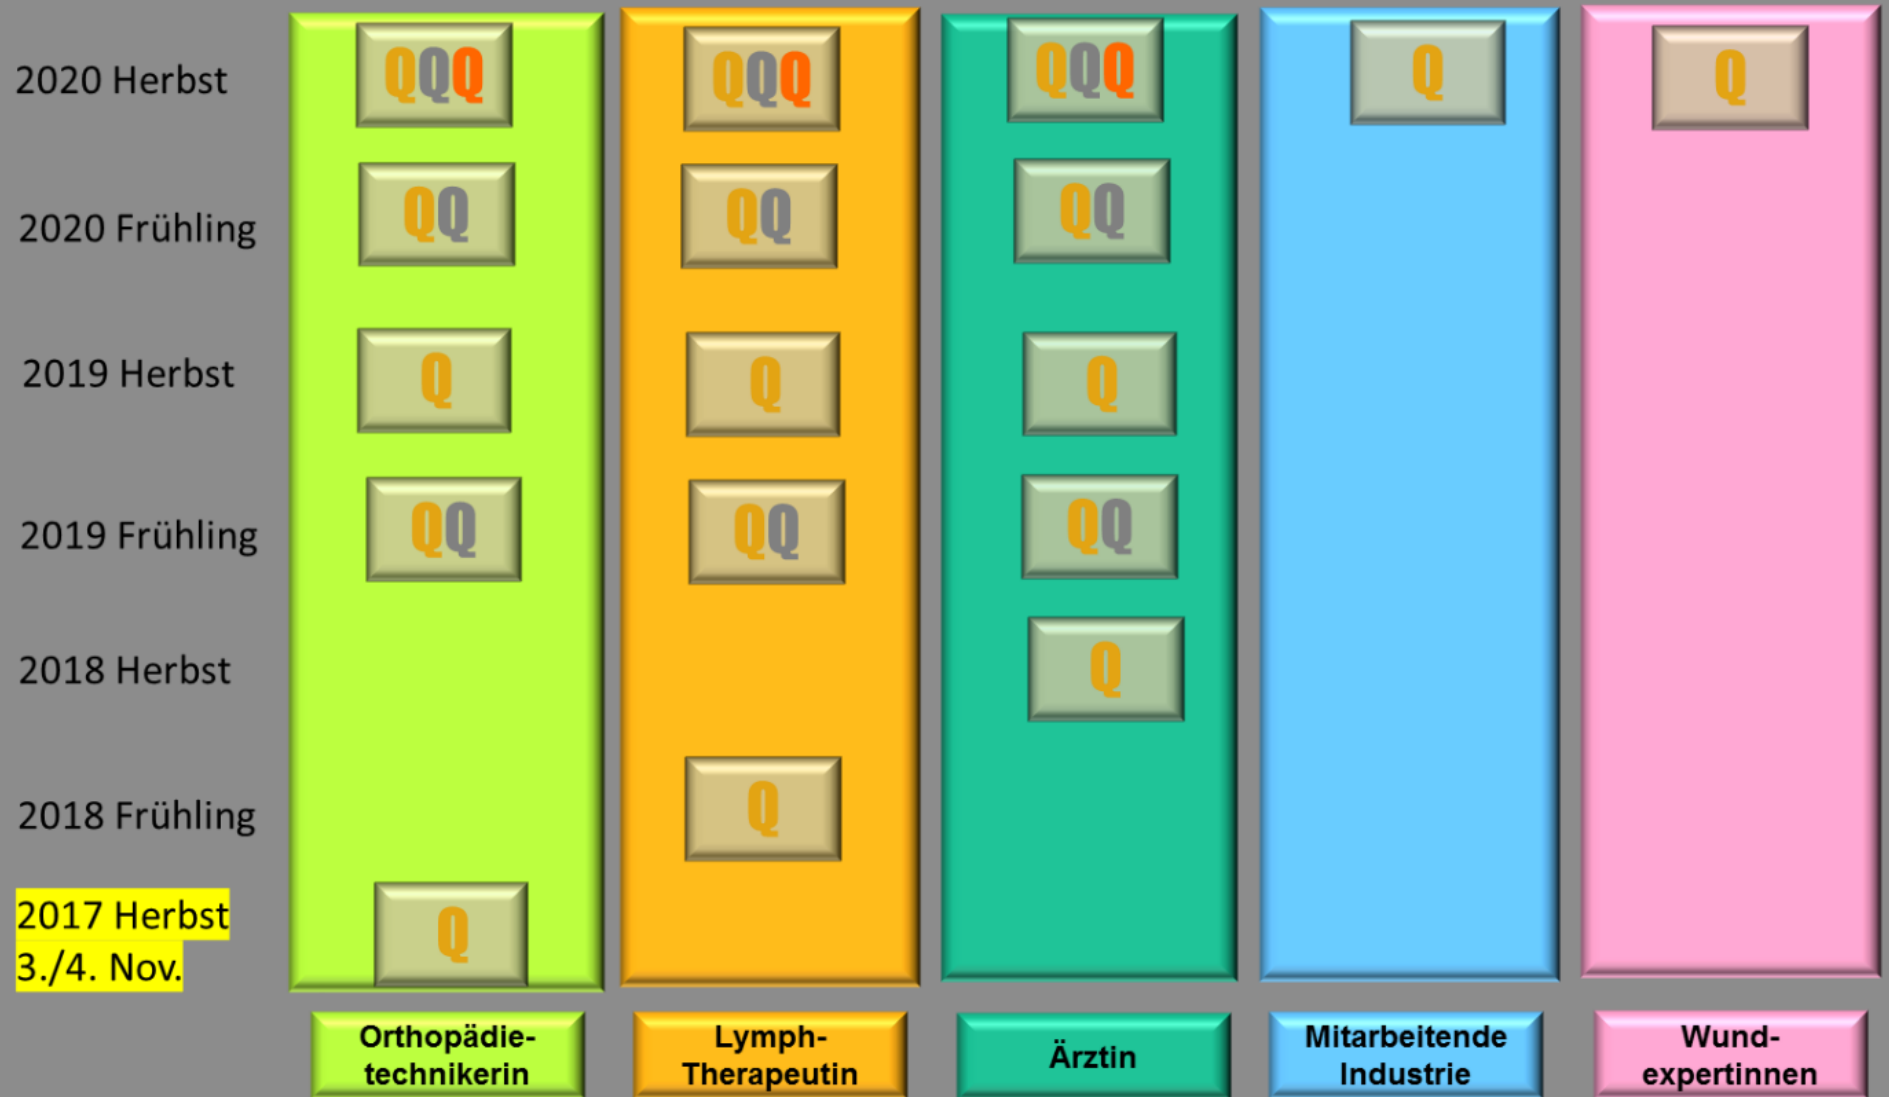 2020 Herbst QQQ QQQ QQQ Q Q
2020 Frühling QQ QQ QQ
2019 Herbst Q Q Q
2019 Frühling QQ QQ QQ
2018 Herbst Q
2018 Frühling Q
2017 Herbst Q
3./4. Nov.
Orthopädie-
technikerin
Lymph-
Therapeutin
Ärztin
Mitarbeitende
Industrie
Wund-
expertinnen